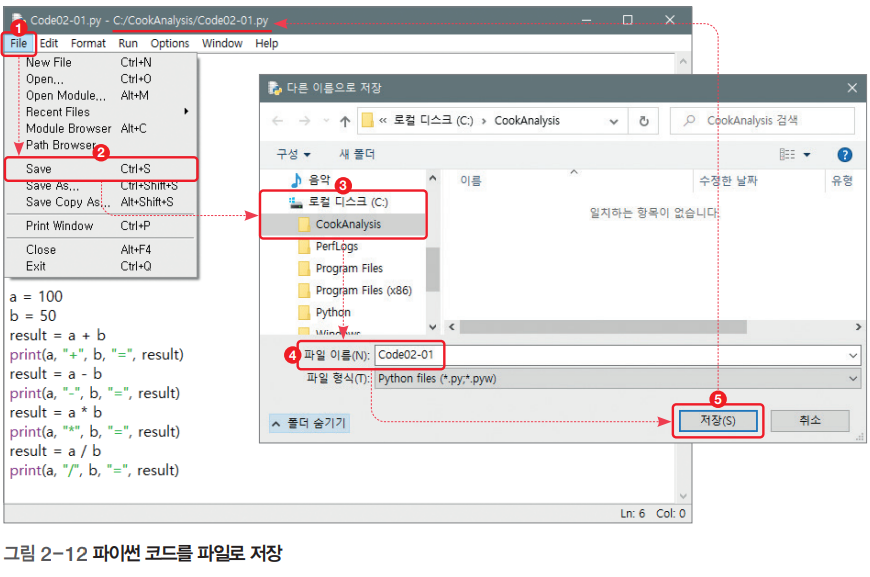 Code02-01.py - C:/CookAnalysis/Code02-01.py
1
File Edit Format Run Options Window Help
New File Ctrl+N
Open... Ctrl+O
Open Module... Alt+M
Recent Files
Module Browser Alt+C
Path Browser
2
Save Ctrl+S
Save As... Ctrl+Shift+S
Save Copy As... Alt+Shift+S
Print Window Ctrl+P
Close Alt+F4
Exit Ctrl+Q
a = 100
b = 50
result = a + b
print(a, "+", b, "=", result)
result = a - b
print(a, "-", b, "=", result)
result = a * b
print(a, "*", b, "=", result)
result = a / b
print(a, "/", b, "=", result)
Ln: 6 Col: 0
다른 이름으로 저장
« 로컬 디스크 (C:) › CookAnalysis
CookAnalysis 검색
구성 새 폴더
음악
3
로컬 디스크 (C:)
CookAnalysis
PerfLogs
Program Files
Program Files (x86)
Python
Windows
이름 수정한 날짜 유형
일치하는 항목이 없습니다.
4 파일 이름(N): Code02-01
파일 형식(T): Python files (*.py;*.pyw)
5
폴더 숨기기 저장(S) 취소
그림 2-12 파이썬 코드를 파일로 저장